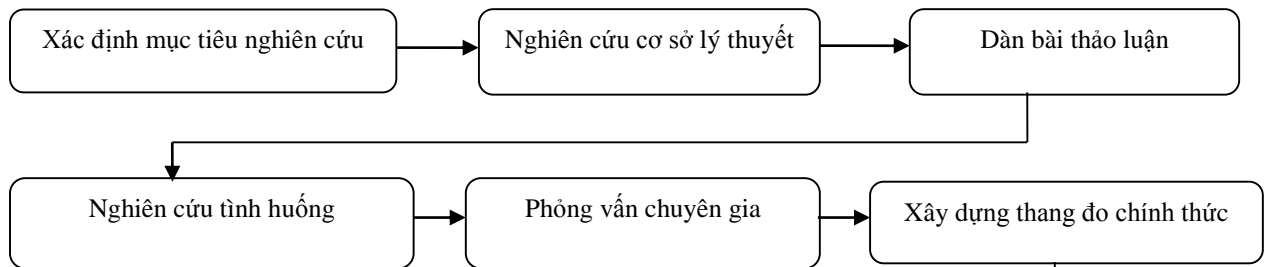 Xác định mục tiêu nghiên cứu
Nghiên cứu cơ sở lý thuyết
Dàn bài thảo luận
Nghiên cứu tình huống
Phỏng vấn chuyên gia
Xây dựng thang đo chính thức